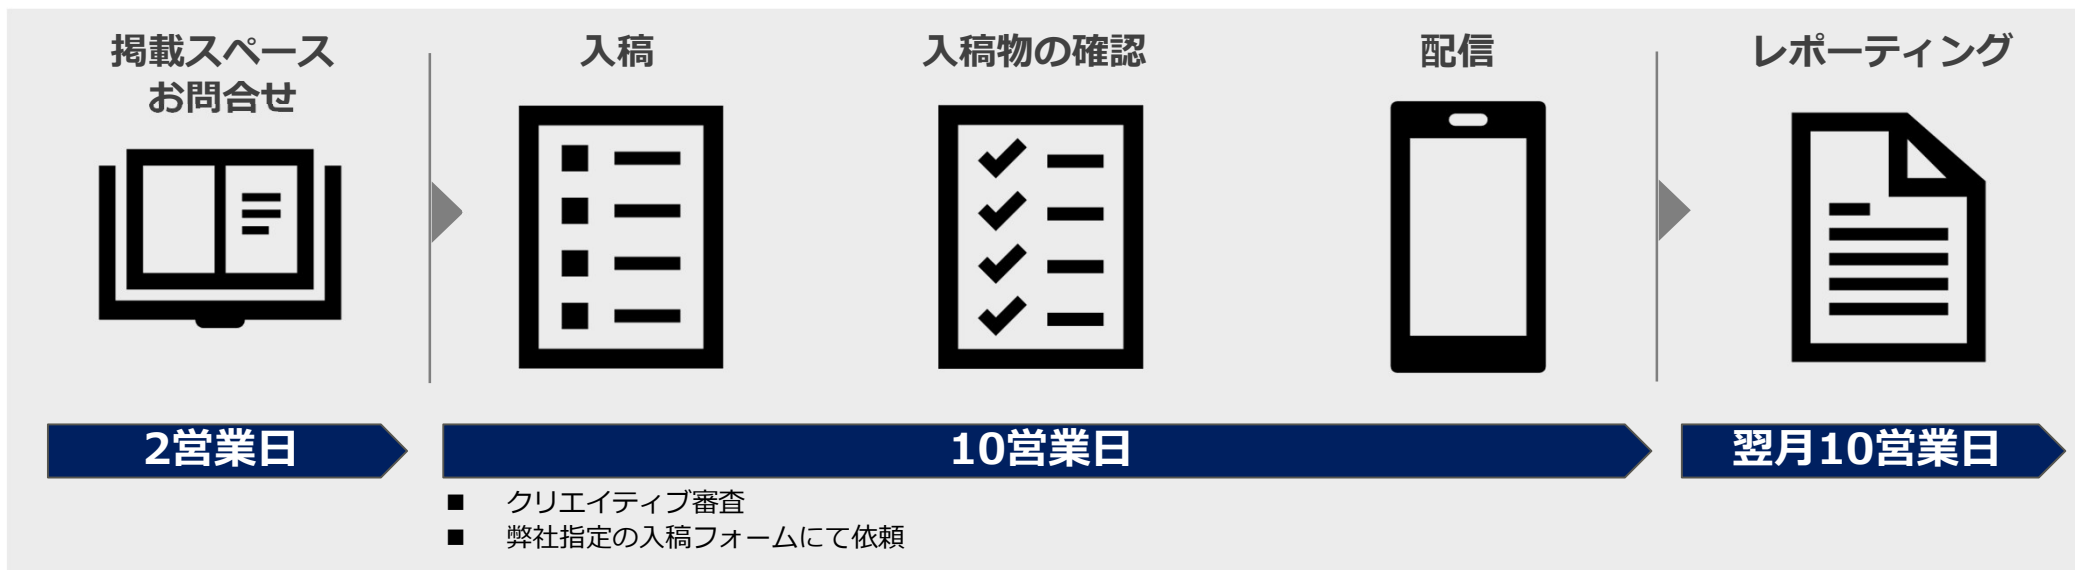 掲載スペース
お問合せ
入稿
入稿物の確認
配信
レポーティング
2営業日
10営業日
翌月10営業日
■ クリエイティブ審査
■ 弊社指定の入稿フォームにて依頼